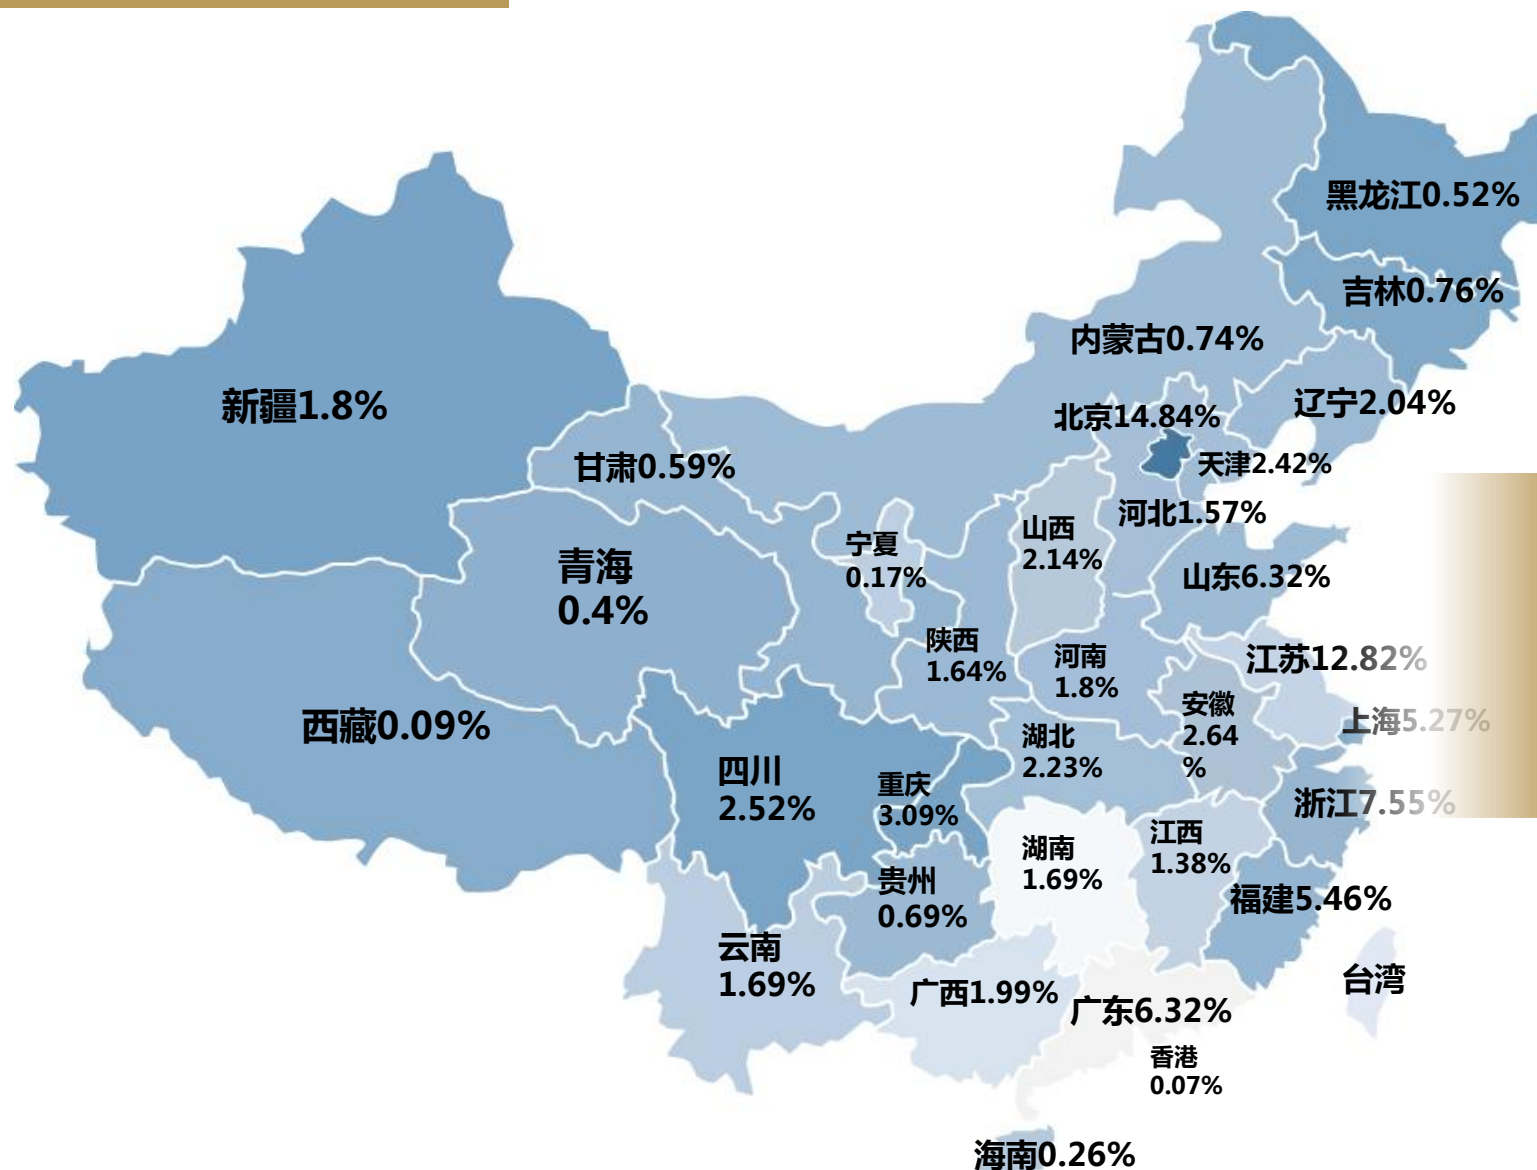 黑龙江0.52%
吉林0.76%
内蒙古0.74%
新疆1.8%
辽宁2.04%
北京14.84%
甘肃0.59%
天津2.42%
河北1.57%
山西
2.14%
宁夏
0.17%
青海
0.4%
山东6.32%
陕西
1.64%
河南
1.8%
江苏12.82%
安徽
2.64
%
上海5.27%
西藏0.09%
湖北
2.23%
四川
2.52%
重庆
3.09%
浙江7.55%
江西
1.38%
湖南
1.69%
贵州
0.69%
福建5.46%
云南
1.69%
广西1.99%
台湾
广东6.32%
香港
0.07%
海南0.26%